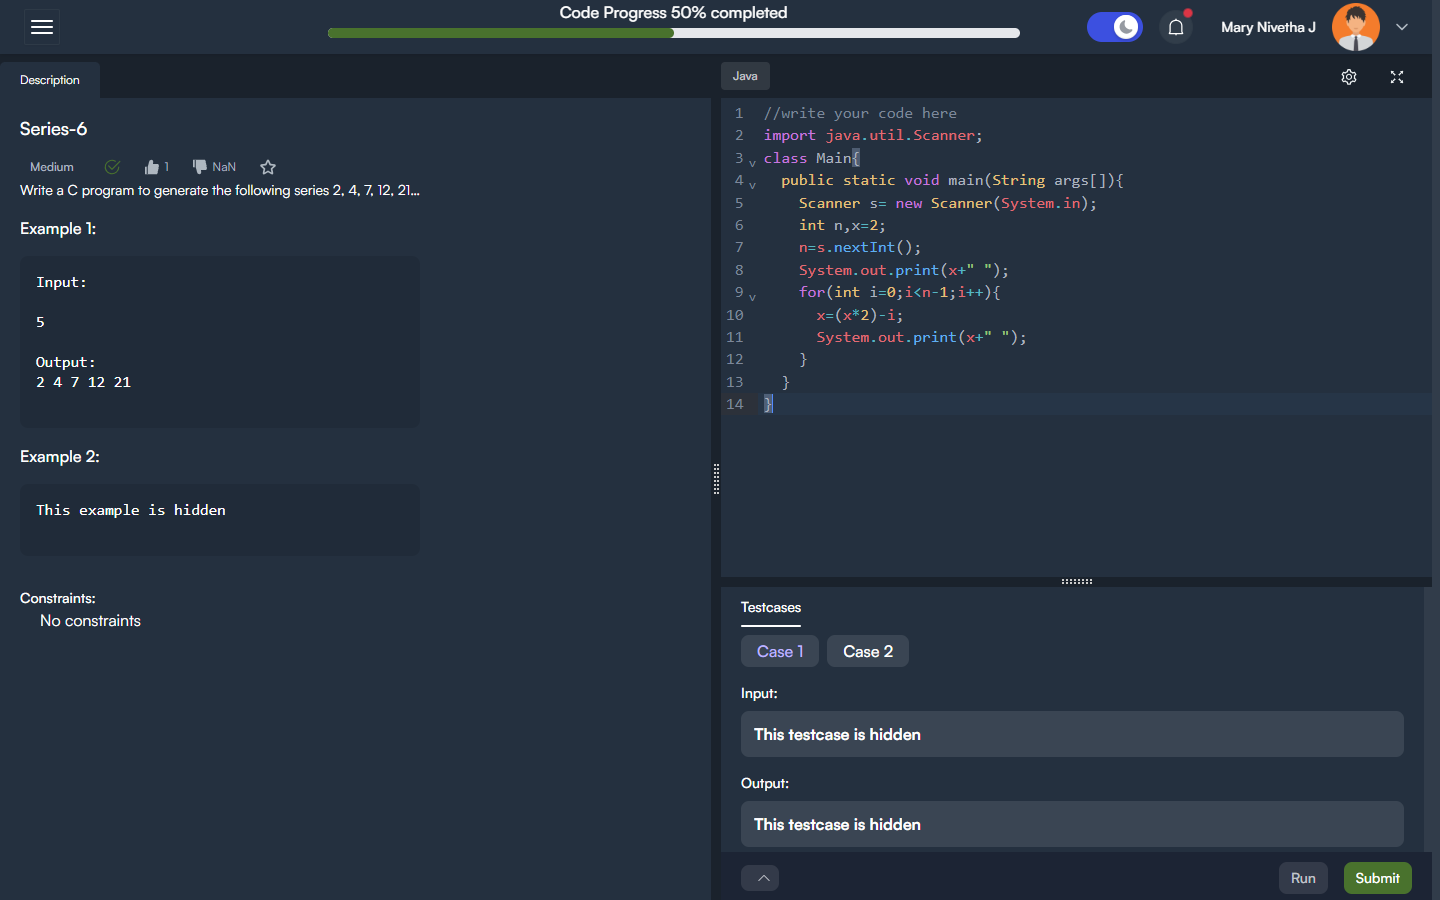 Code Progress 50% completed
Mary Nivetha J
Description
Series-6
Medium
1
NaN
Write a C program to generate the following series 2, 4, 7, 12, 21...
Example 1:
Input:
5
Output:
2 4 7 12 21
Example 2:
This example is hidden
Constraints:
No constraints
Java
1 //write your code here
2 import java.util.Scanner;
3 class Main{
4 public static void main(String args[]){
5 Scanner s= new Scanner(System.in);
6 int n,x=2;
7 n=s.nextInt();
8 System.out.print(x+" ");
9 for(int i=0;i<n-1;i++){
10 x=(x*2)-i;
11 System.out.print(x+" ");
12 }
13 }
14 }
Testcases
Case 1 Case 2
Input:
This testcase is hidden
Output:
This testcase is hidden
Run Submit